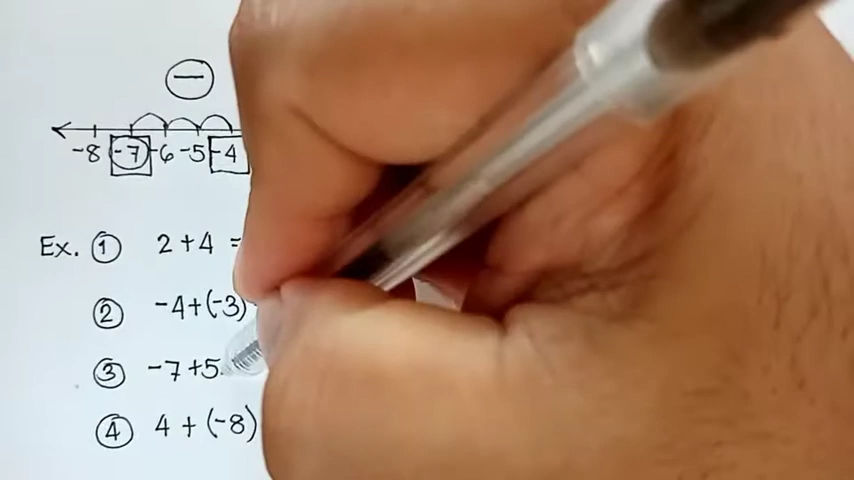 −
-8 -7 -6 -5 -4
Ex. 1 2 + 4 =
2 -4 + (-3)
3 -7 + 5
4 4 + (-8)